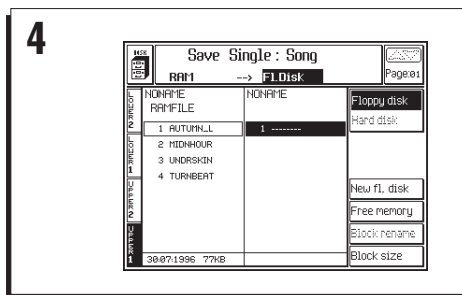 4
DISK
Save Single : Song
RAM --> Fl.Disk
Page:01
NONAME
RAMFILE
NONAME
1 AUTUMN_L
2 MIDNHOUR
3 UNDRSKIN
4 TURNBEAT
1 --------
LOWER 2
LOWER 1
UPPER 2
UPPER 1
Floppy disk
Hard disk
New fl. disk
Free memory
Block rename
Block size
30-07-1996 77KB